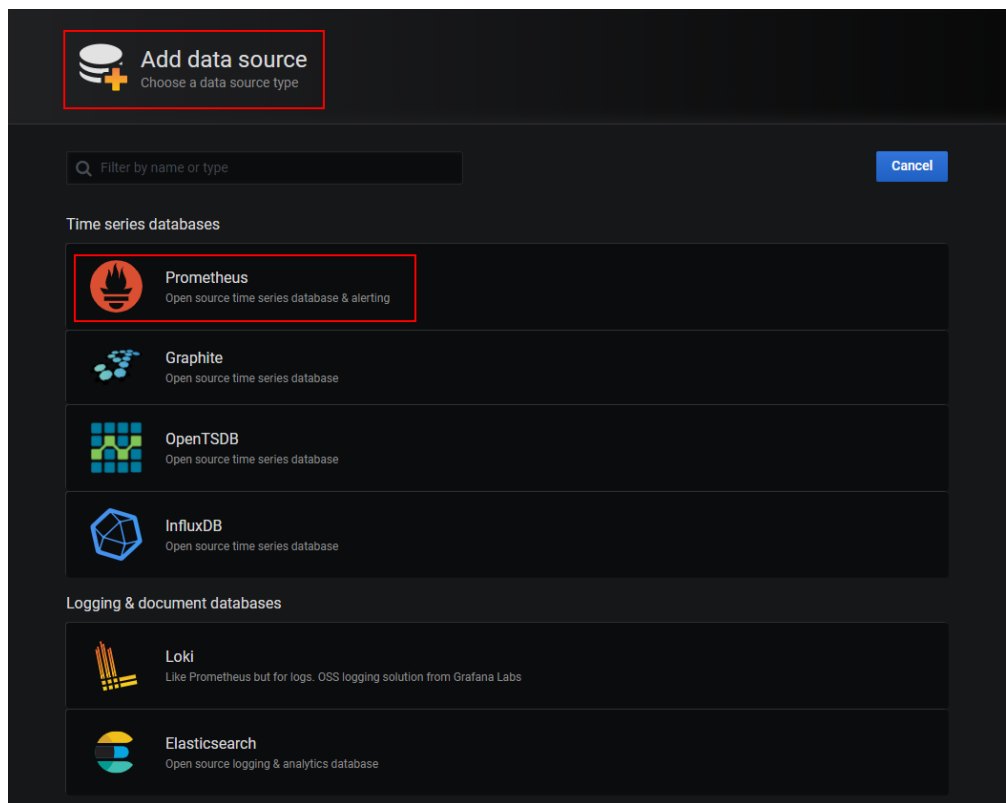 Add data source
Choose a data source type
Filter by name or type
Cancel
Time series databases
Prometheus
Open source time series database & alerting
Graphite
Open source time series database
OpenTSDB
Open source time series database
InfluxDB
Open source time series database
Logging & document databases
Loki
Like Prometheus but for logs. OSS logging solution from Grafana Labs
Elasticsearch
Open source logging & analytics database